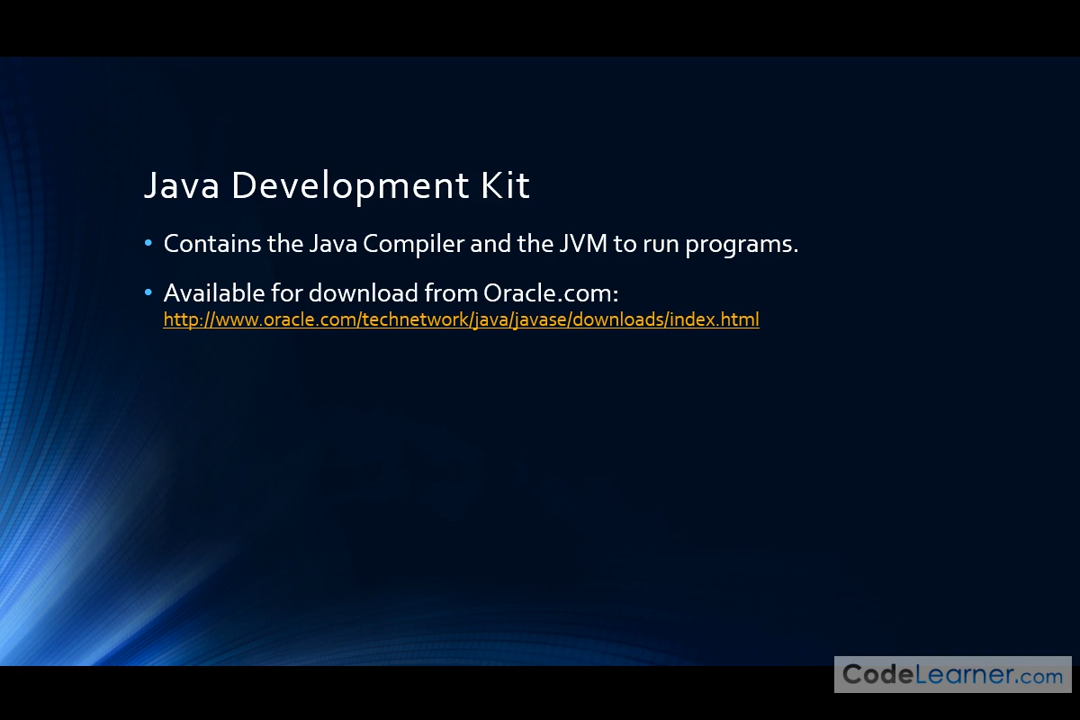 Java Development Kit
• Contains the Java Compiler and the JVM to run programs.
• Available for download from Oracle.com:
http://www.oracle.com/technetwork/java/javase/downloads/index.html
CodeLearner.com